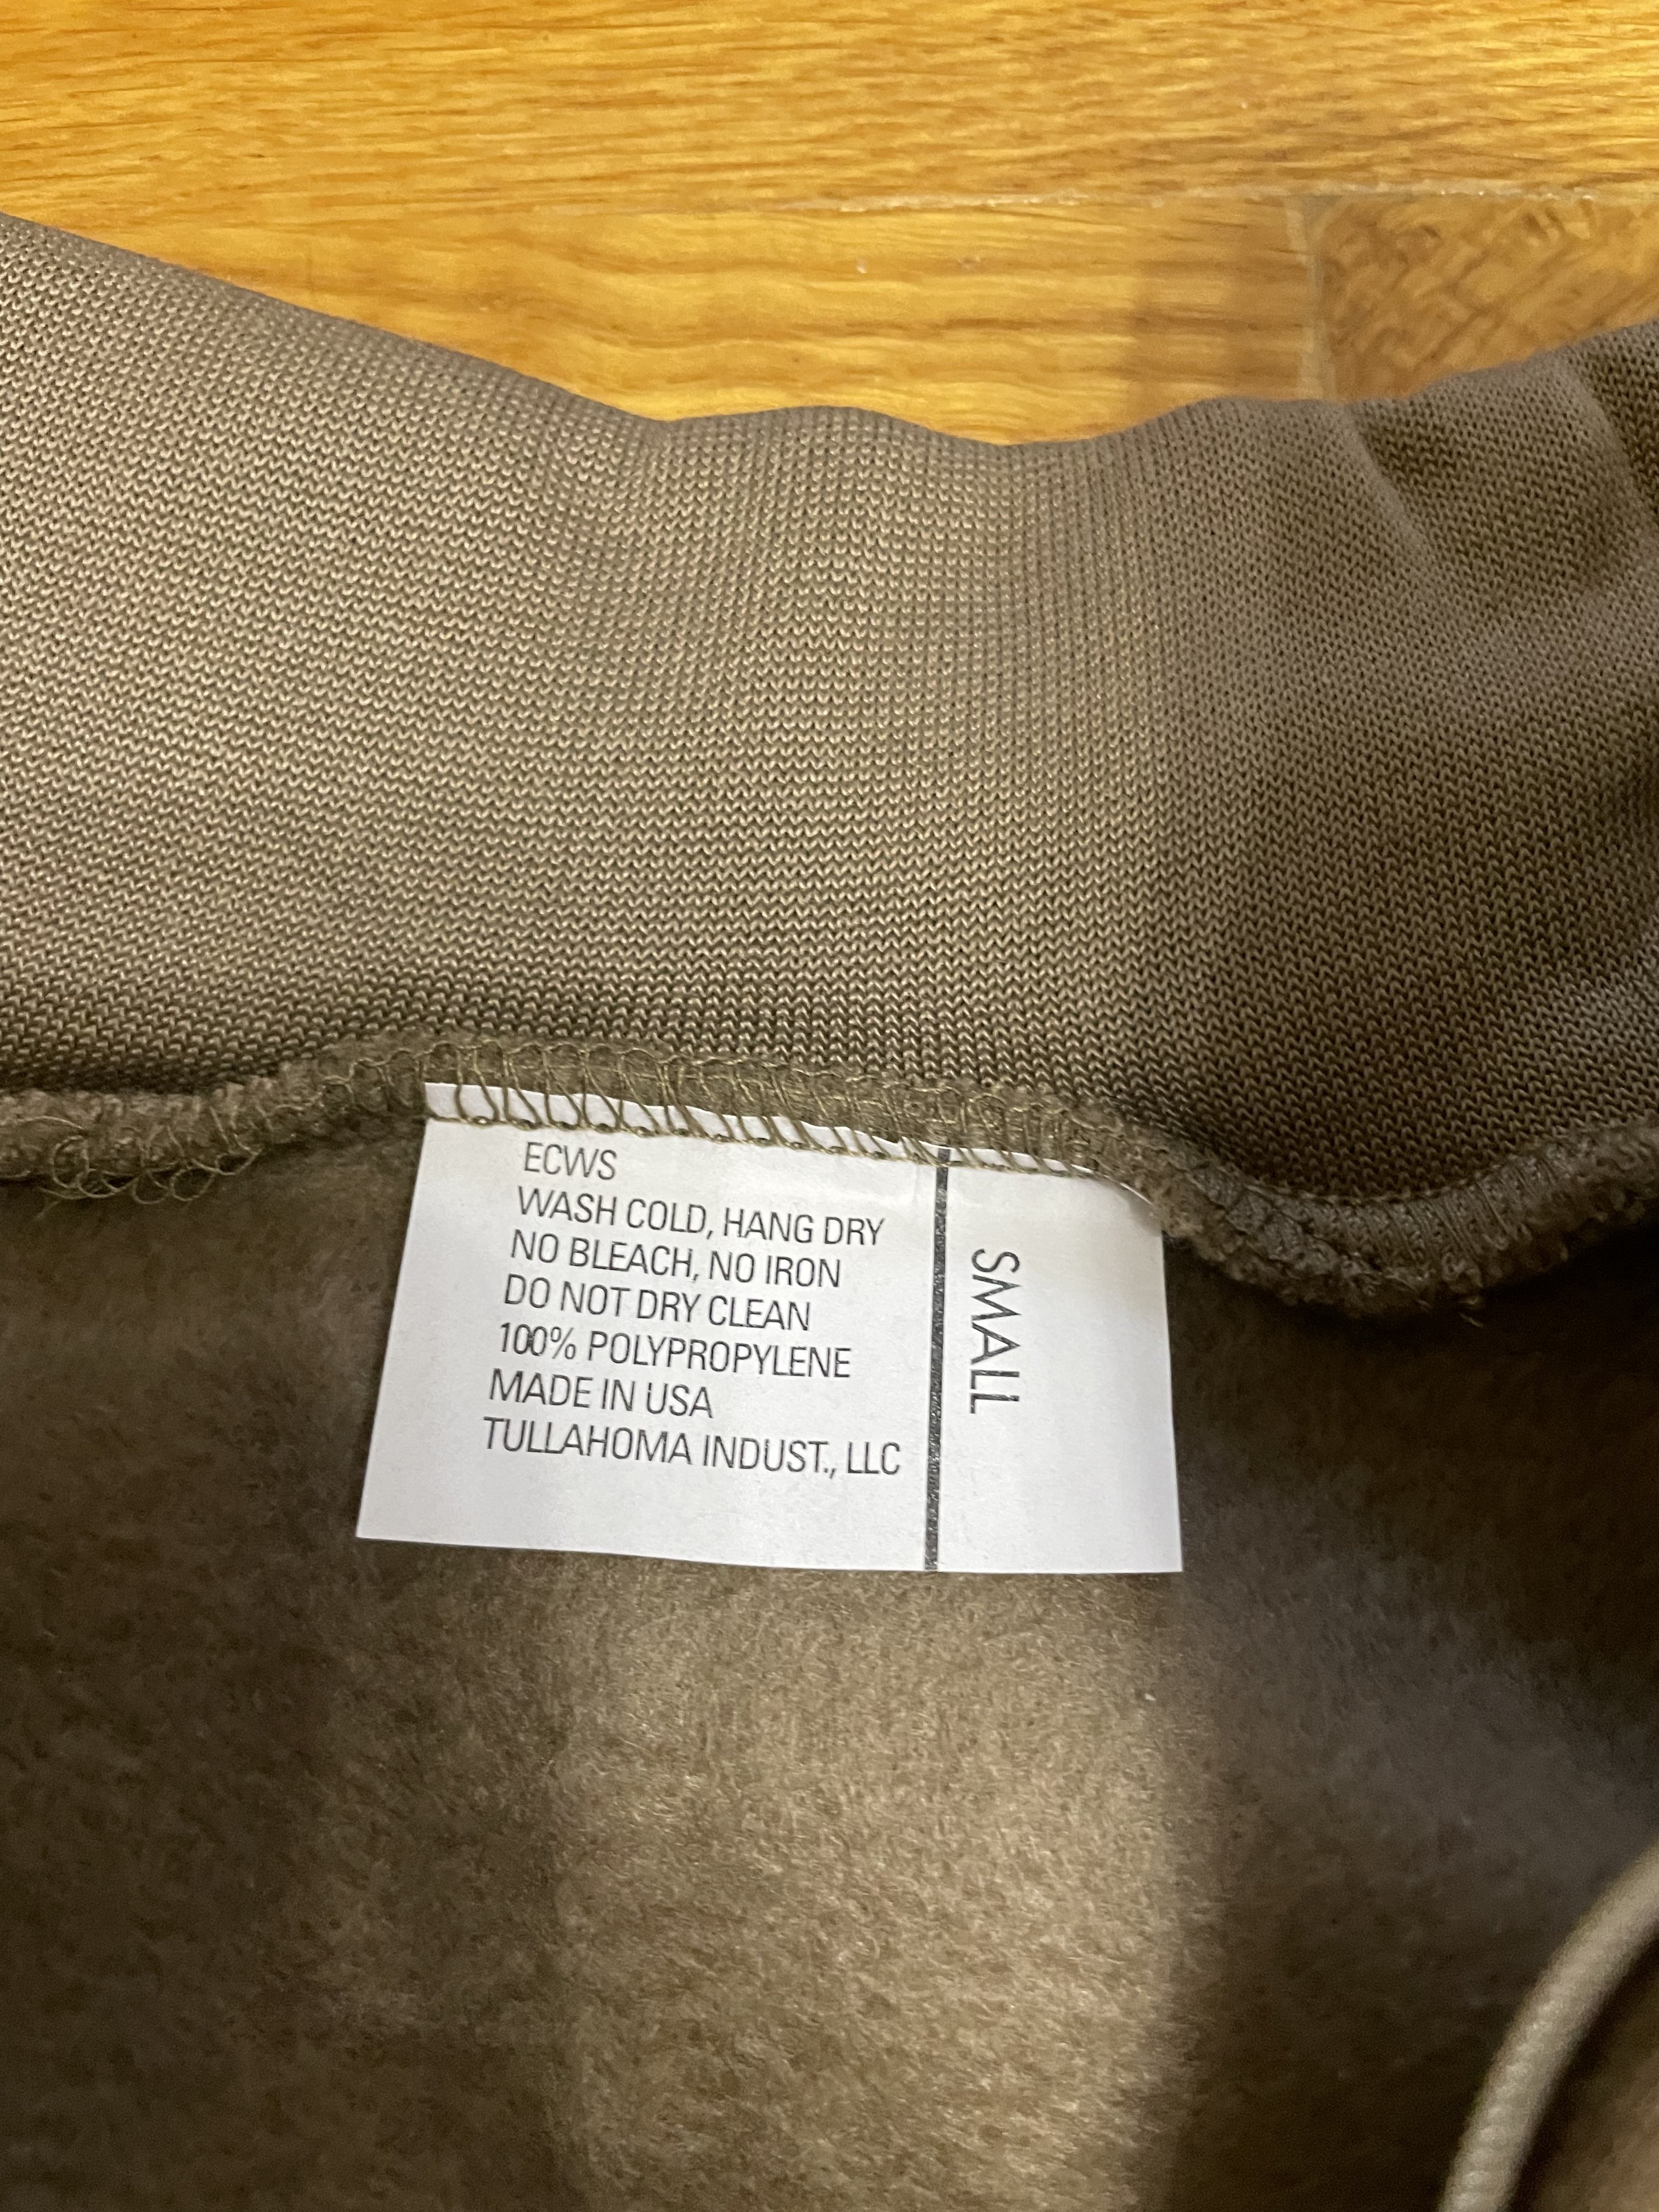 ECWS
WASH COLD, HANG DRY
NO BLEACH, NO IRON
DO NOT DRY CLEAN
100% POLYPROPYLENE
MADE IN USA
TULLAHOMA INDUST., LLC
SMALL